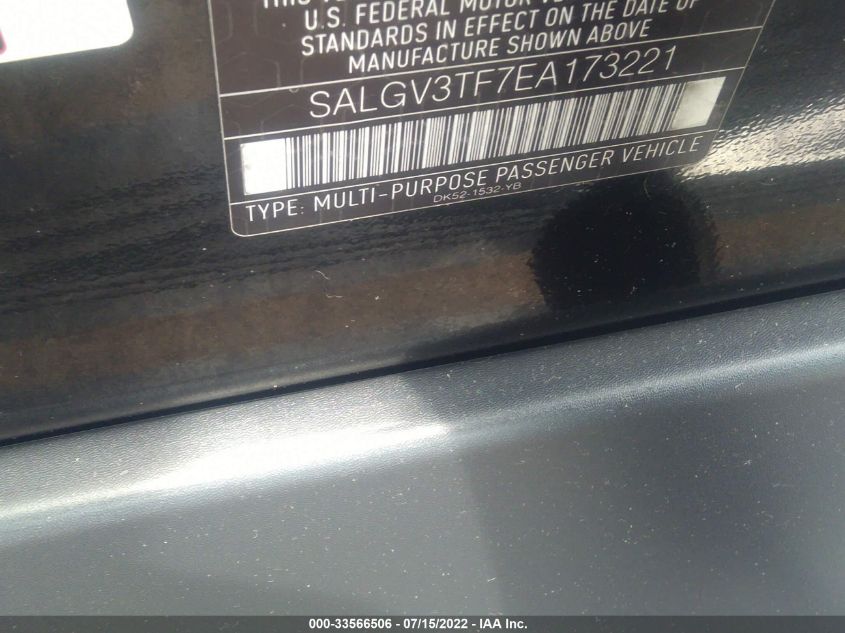 U.S. FEDERAL MOTOR
STANDARDS IN EFFECT ON THE DATE OF
MANUFACTURE SHOWN ABOVE
SALGV3TF7EA173221
TYPE: MULTI-PURPOSE PASSENGER VEHICLE
DK52-1532-YB
000-33566506 - 07/15/2022 - IAA Inc.